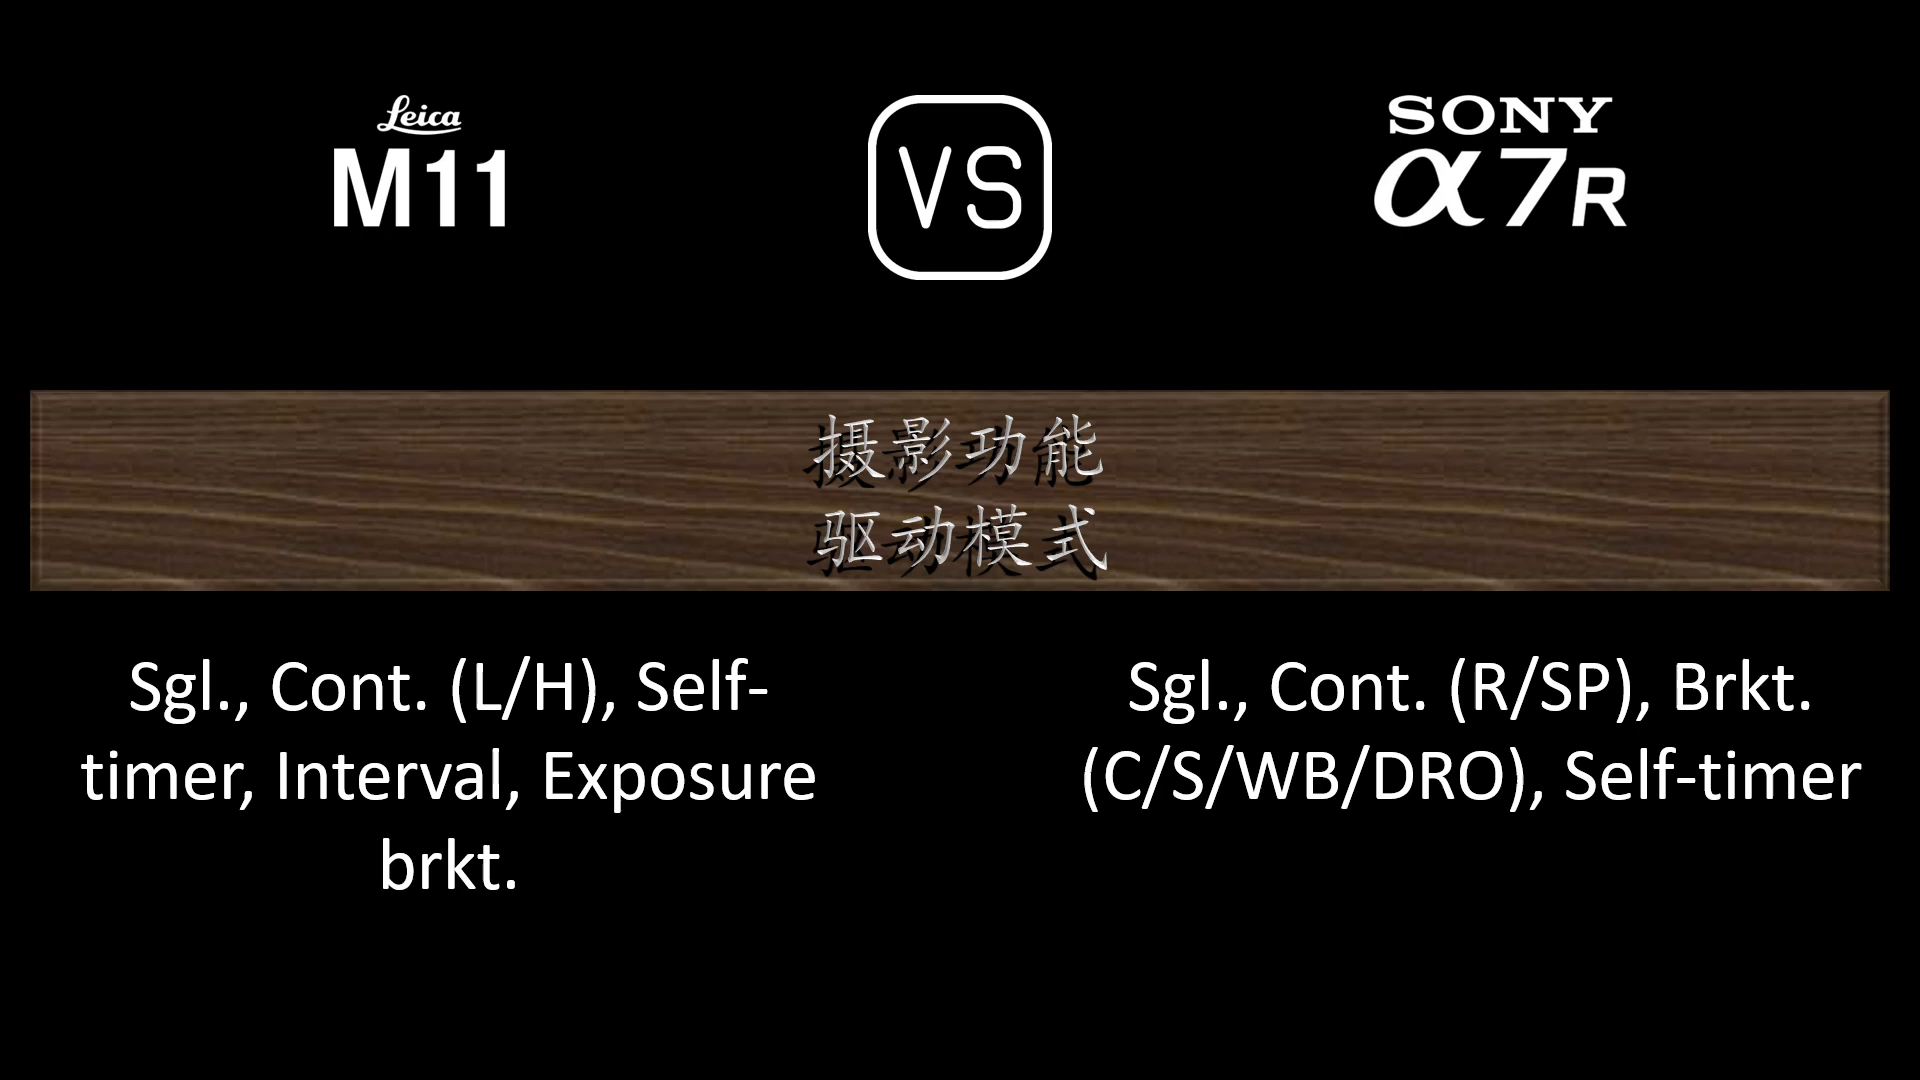 Leica
M11
VS
SONY
α7R
摄影功能
驱动模式
Sgl., Cont. (L/H), Self-
timer, Interval, Exposure
brkt.
Sgl., Cont. (R/SP), Brkt.
(C/S/WB/DRO), Self-timer